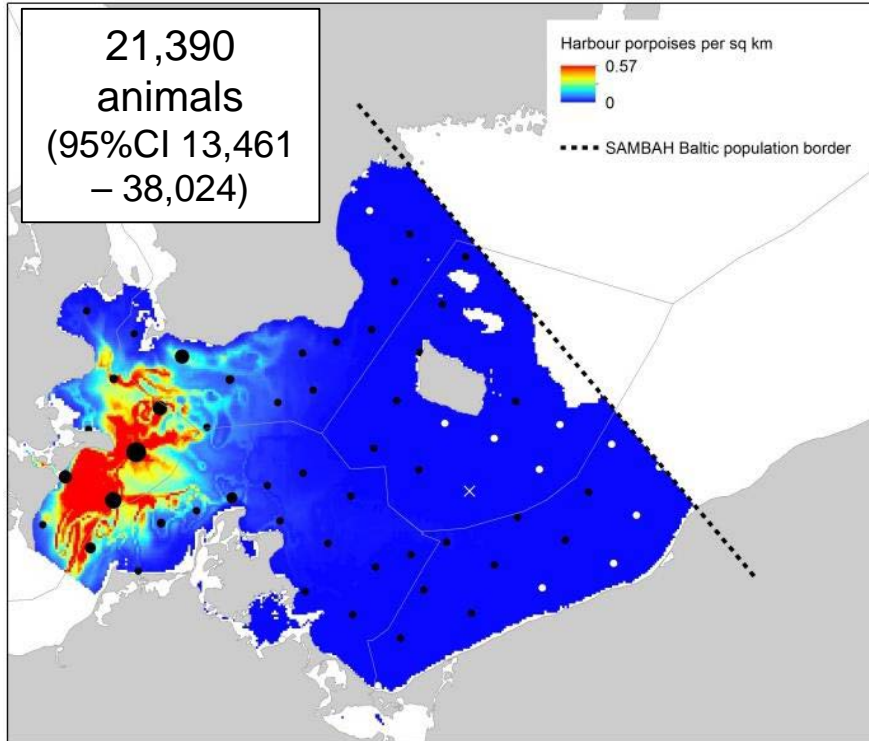 21,390
animals
(95%CI 13,461
– 38,024)
Harbour porpoises per sq km
0.57
0
SAMBAH Baltic population border